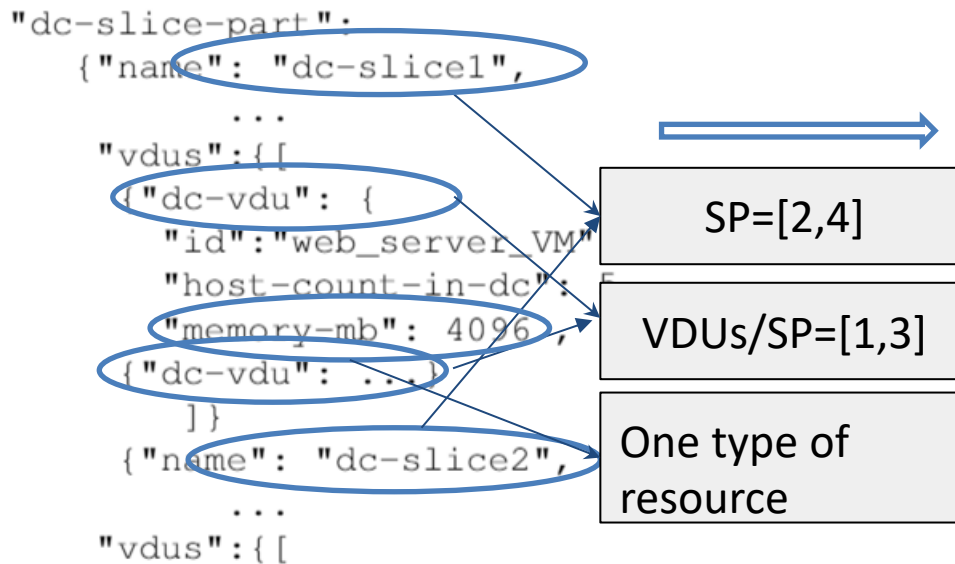 "dc-slice-part":
{"name": "dc-slice1",
...
"vdus":{[
{"dc-vdu": {
"id":"web_server_VM"
"host-count-in-dc":
"memory-mb": 4096 ,
{"dc-vdu": ...}
]}
{"name": "dc-slice2",
...
"vdus":{[
SP=[2,4]
VDUs/SP=[1,3]
One type of
resource